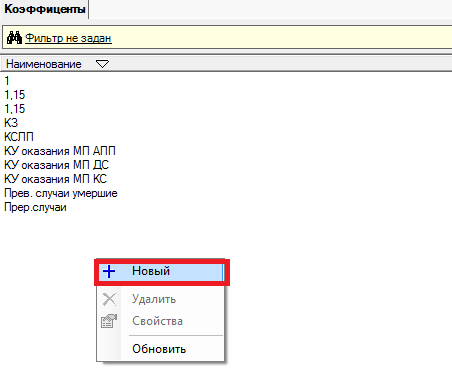 Коэффициенты
Фильтр не задан
Наименование
1
1,15
1,15
КЗ
КСЛП
КУ оказания МП АПП
КУ оказания МП ДС
КУ оказания МП КС
Прев. случаи умершие
Прер.случаи
Новый
Удалить
Свойства
Обновить